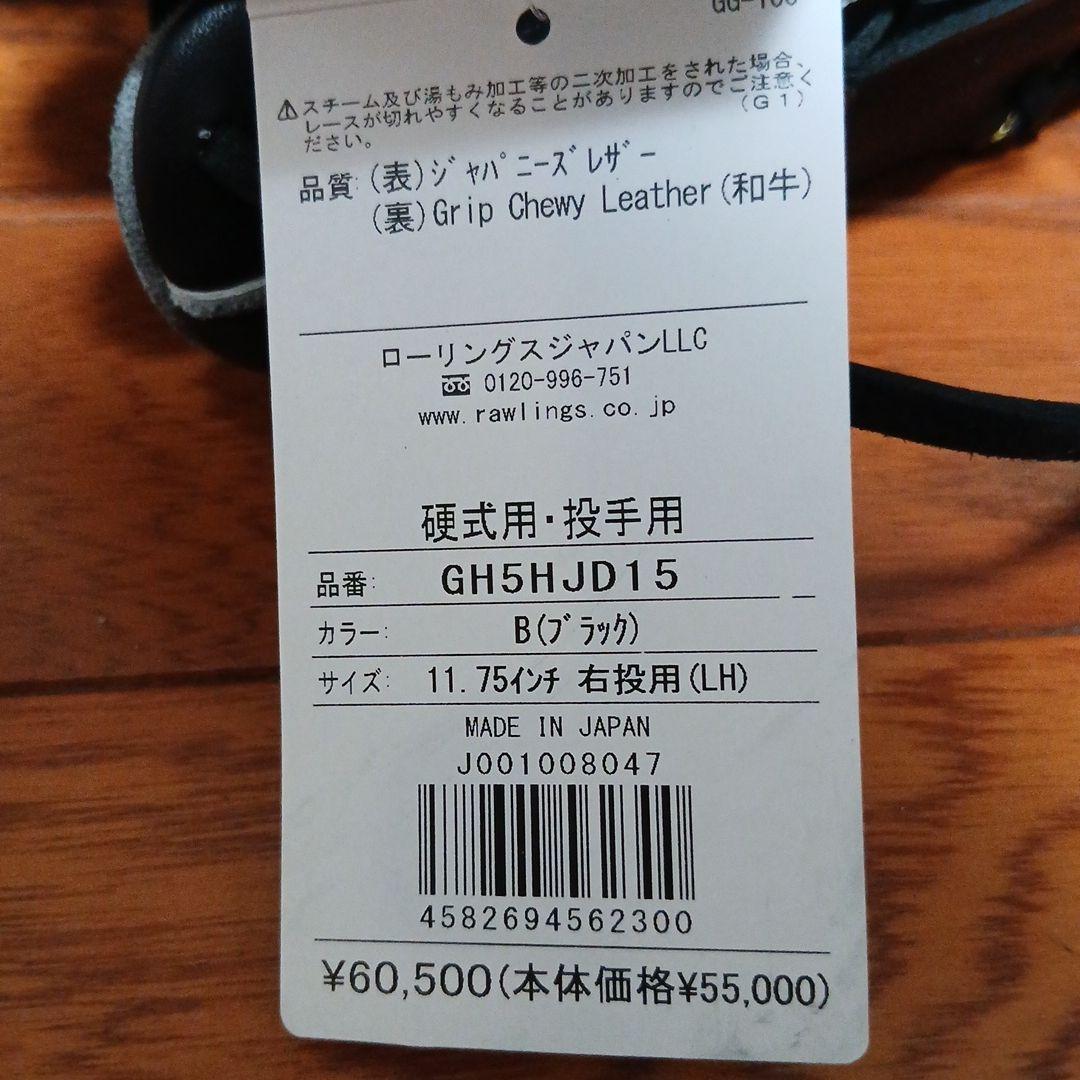 ⚠スチーム及び湯もみ加工等の二次加工をされた場合、
レースが切れやすくなることがありますのでご注意く
ださい。 (G1)
品質: (表)ｼﾞｬﾊﾟﾆｰｽﾞﾚｻﾞｰ
(裏)Grip Chewy Leather(和牛)
ローリングスジャパンLLC
0120-996-751
www.rawlings.co.jp
硬式用・投手用
品番: GH5HJD15
カラー: B(ﾌﾞﾗｯｸ)
サイズ: 11.75ｲﾝﾁ 右投用(LH)
MADE IN JAPAN
J001008047
4582694562300
¥60,500(本体価格¥55,000)